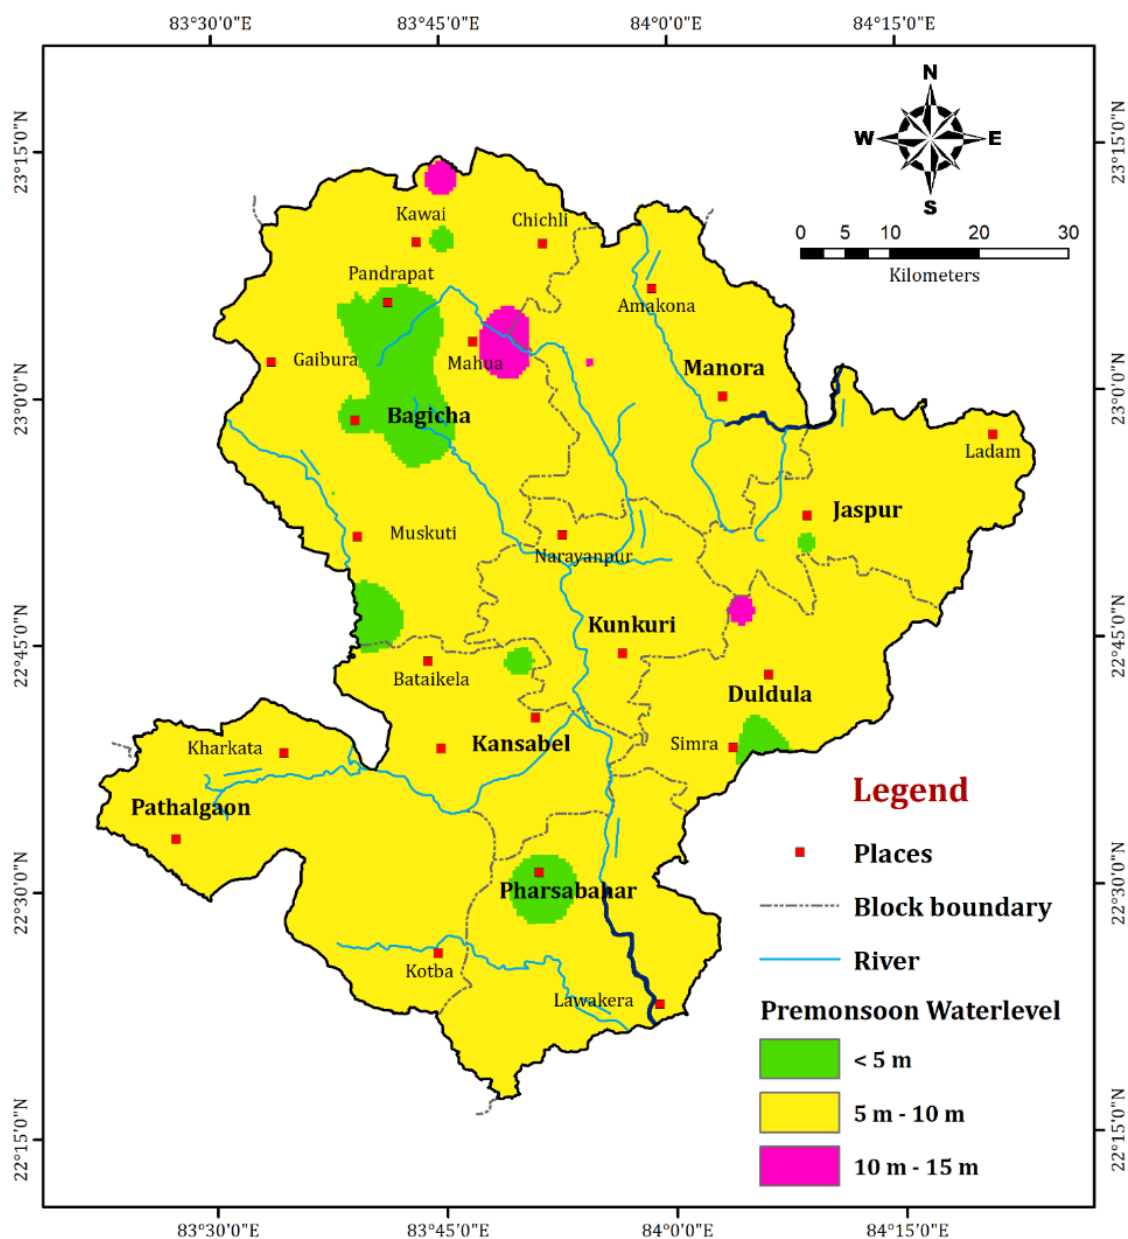 83°30'0"E 83°45'0"E 84°0'0"E 84°15'0"E
N
W E
S
23°15'0"N
23°15'0"N
0 5 10 20 30
Kilometers
Kawai
Chichli
Pandrapat
Amakona
Gaibura
Mahua
Manora
23°0'0"N
23°0'0"N
Bagicha
Ladam
Jaspur
Muskuti
Narayanpur
Kunkuri
22°45'0"N
22°45'0"N
Bataikela
Duldula
Kharkata
Kansabel
Simra
Pathalgaon
Pharsabahar
22°30'0"N
22°30'0"N
Kotba
Lawakera
Legend
Places
Block boundary
River
Premonsoon Waterlevel
< 5 m
5 m - 10 m
10 m - 15 m
22°15'0"N
22°15'0"N
83°30'0"E 83°45'0"E 84°0'0"E 84°15'0"E